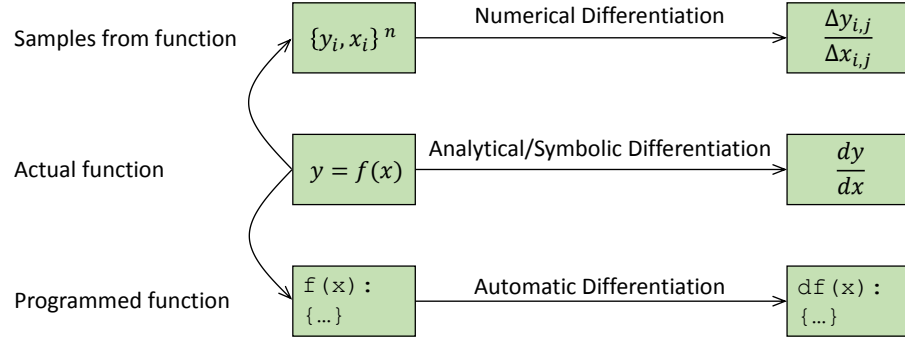 Samples from function
{y_i, x_i}^n
Numerical Differentiation
Δy_{i,j}
Δx_{i,j}
Actual function
y = f(x)
Analytical/Symbolic Differentiation
dy
dx
Programmed function
f(x):
{…}
Automatic Differentiation
df(x):
{…}